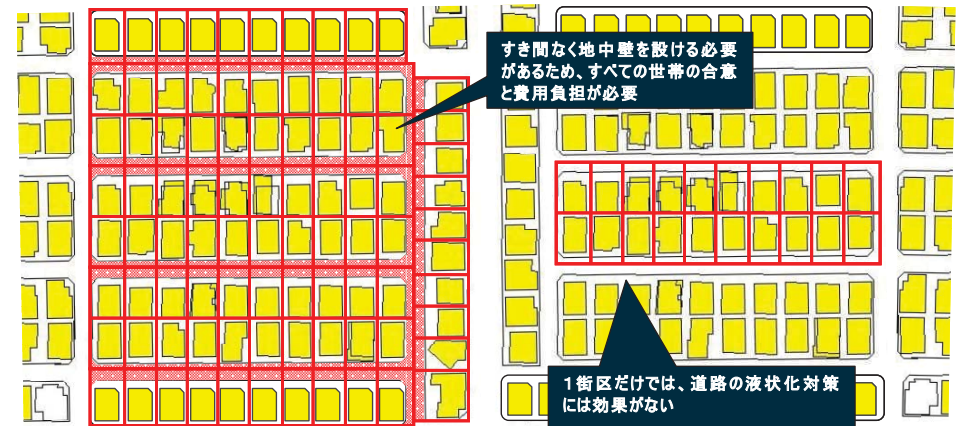 すき間なく地中壁を設ける必要
があるため、すべての世帯の合意
と費用負担が必要
1街区だけでは、道路の液状化対策
には効果がない